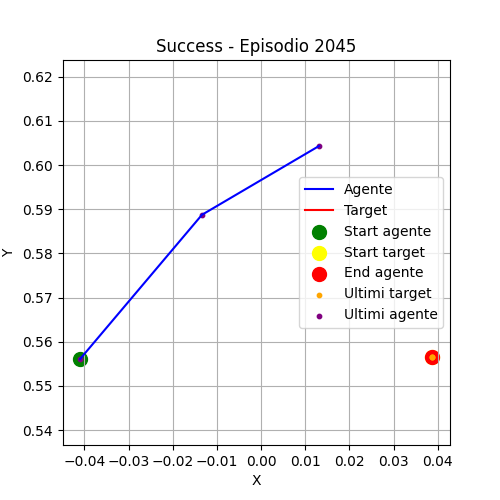 Success - Episodio 2045
0.62
0.61
0.60
0.59
0.58
0.57
0.56
0.55
0.54
Y
Agente
Target
Start agente
Start target
End agente
Ultimi target
Ultimi agente
−0.04 −0.03 −0.02 −0.01 0.00 0.01 0.02 0.03 0.04
X